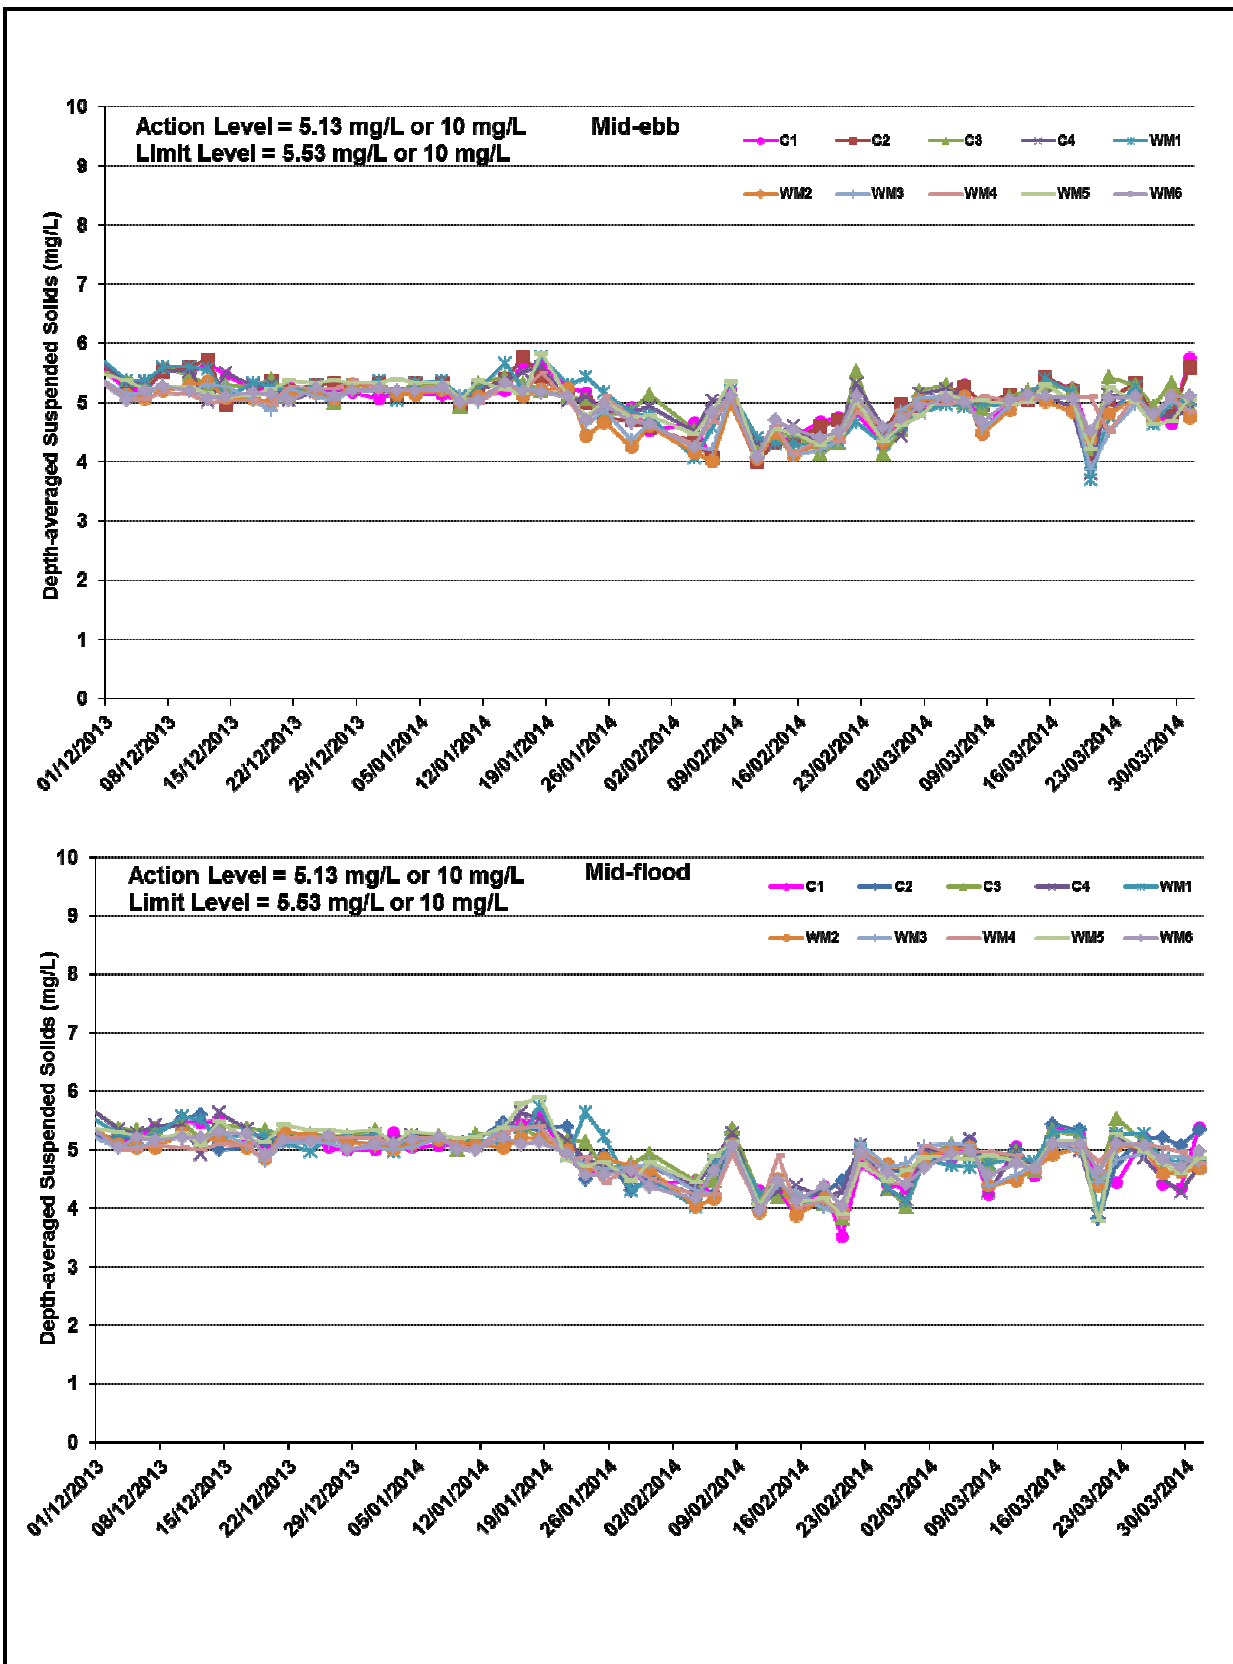 Action Level = 5.13 mg/L or 10 mg/L
Limit Level = 5.53 mg/L or 10 mg/L
Mid-ebb
C1 C2 C3 C4 WM1
WM2 WM3 WM4 WM5 WM6
Depth-averaged Suspended Solids (mg/L)
10
9
8
7
6
5
4
3
2
1
0
01/12/2013 08/12/2013 15/12/2013 22/12/2013 29/12/2013 05/01/2014 12/01/2014 19/01/2014 26/01/2014 02/02/2014 09/02/2014 16/02/2014 23/02/2014 02/03/2014 09/03/2014 16/03/2014 23/03/2014 30/03/2014
Action Level = 5.13 mg/L or 10 mg/L
Limit Level = 5.53 mg/L or 10 mg/L
Mid-flood
C1 C2 C3 C4 WM1
WM2 WM3 WM4 WM5 WM6
Depth-averaged Suspended Solids (mg/L)
10
9
8
7
6
5
4
3
2
1
0
01/12/2013 08/12/2013 15/12/2013 22/12/2013 29/12/2013 05/01/2014 12/01/2014 19/01/2014 26/01/2014 02/02/2014 09/02/2014 16/02/2014 23/02/2014 02/03/2014 09/03/2014 16/03/2014 23/03/2014 30/03/2014